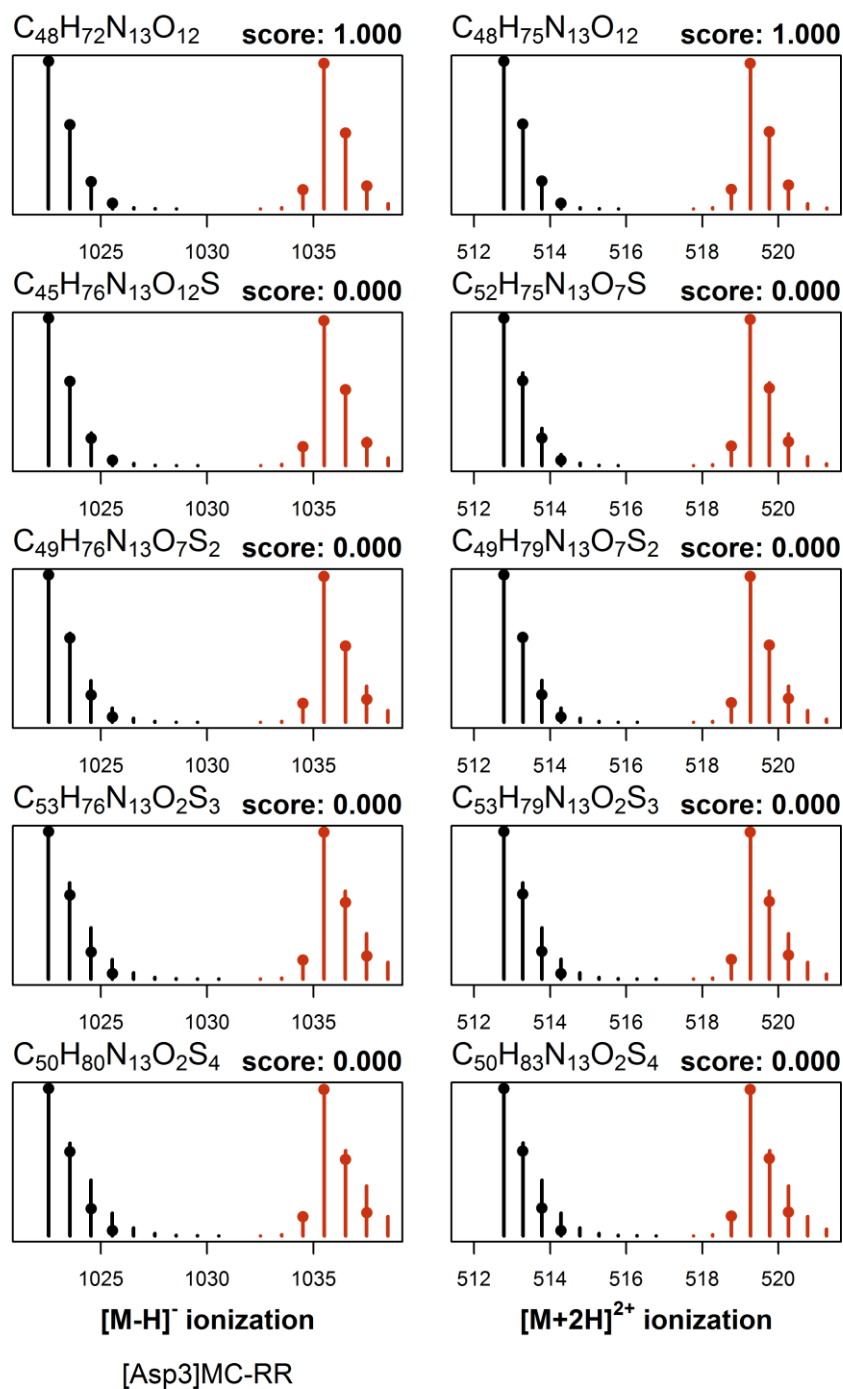 C48H72N13O12 score: 1.000 C48H75N13O12 score: 1.000
1025 1030 1035 512 514 516 518 520
C45H76N13O12S score: 0.000 C52H75N13O7S score: 0.000
1025 1030 1035 512 514 516 518 520
C49H76N13O7S2 score: 0.000 C49H79N13O7S2 score: 0.000
1025 1030 1035 512 514 516 518 520
C53H76N13O2S3 score: 0.000 C53H79N13O2S3 score: 0.000
1025 1030 1035 512 514 516 518 520
C50H80N13O2S4 score: 0.000 C50H83N13O2S4 score: 0.000
1025 1030 1035 512 514 516 518 520
[M-H]- ionization [M+2H]2+ ionization
[Asp3]MC-RR